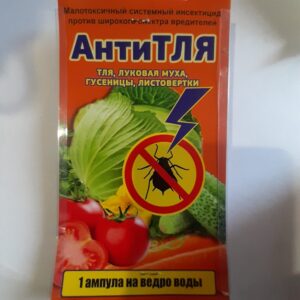 Малотоксичный системный инсектицид
против широкого спектра вредителей
АнтиТЛЯ
ТЛЯ, ЛУКОВАЯ МУХА,
ГУСЕНИЦЫ, ЛИСТОВЕРТКИ
1 ампула на ведро воды